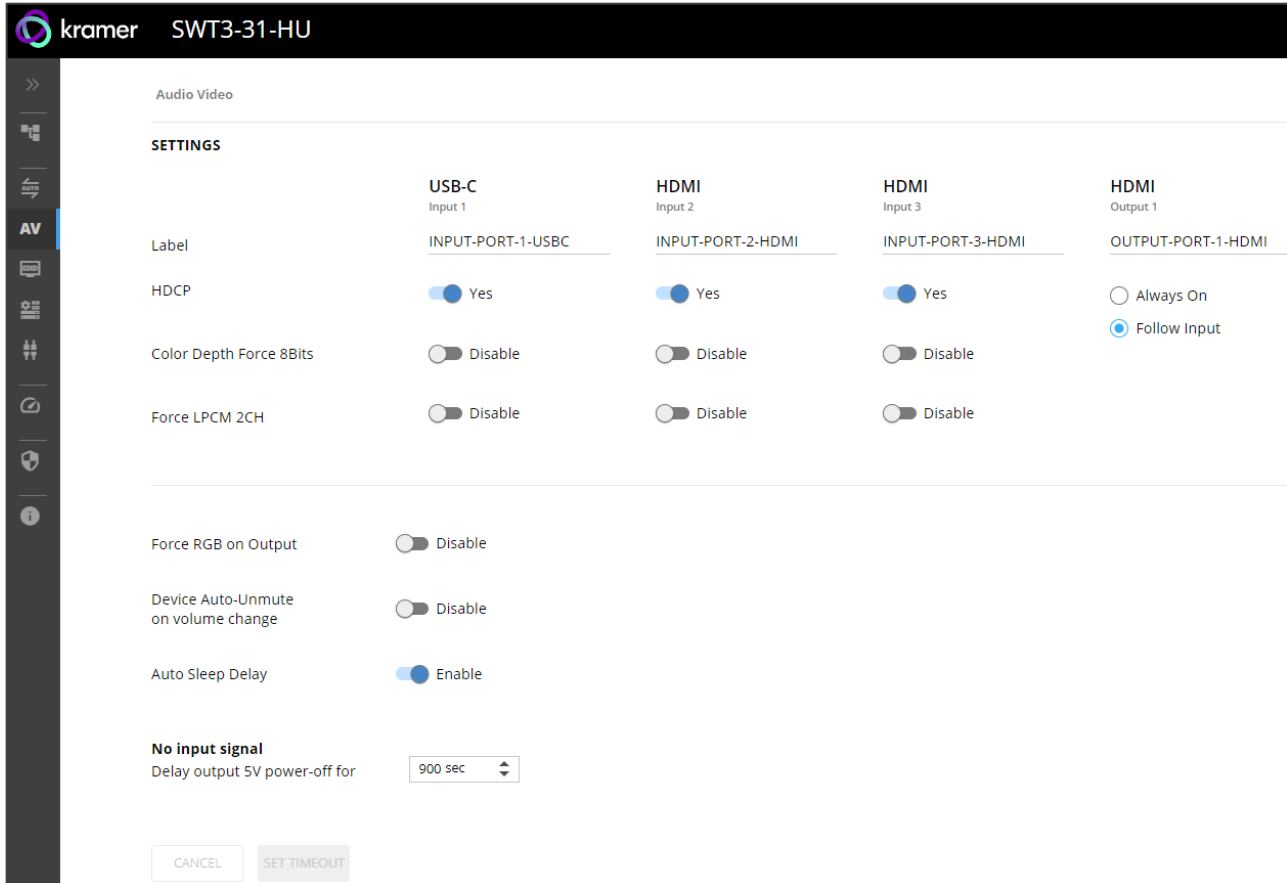 kramer SWT3-31-HU
Audio Video
SETTINGS
USB-C HDMI HDMI HDMI
Input 1 Input 2 Input 3 Output 1
Label INPUT-PORT-1-USBC INPUT-PORT-2-HDMI INPUT-PORT-3-HDMI OUTPUT-PORT-1-HDMI
HDCP Yes Yes Yes Always On
Follow Input
Color Depth Force 8Bits Disable Disable Disable
Force LPCM 2CH Disable Disable Disable
Force RGB on Output Disable
Device Auto-Unmute
on volume change Disable
Auto Sleep Delay Enable
No input signal
Delay output 5V power-off for 900 sec
CANCEL SET TIMEOUT
AUTO
AV
EDID